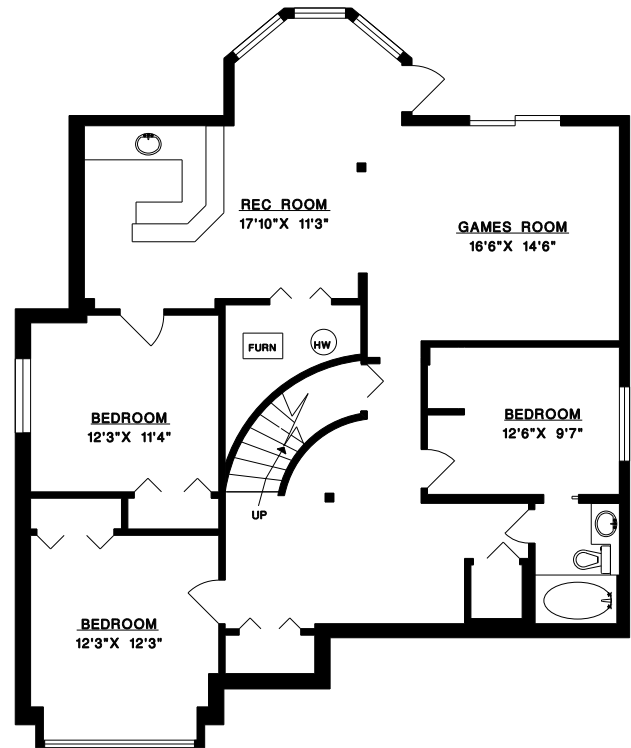 REC ROOM
17'10"X 11'3"
GAMES ROOM
16'6"X 14'6"
FURN
HW
BEDROOM
12'3"X 11'4"
BEDROOM
12'6"X 9'7"
UP
BEDROOM
12'3"X 12'3"